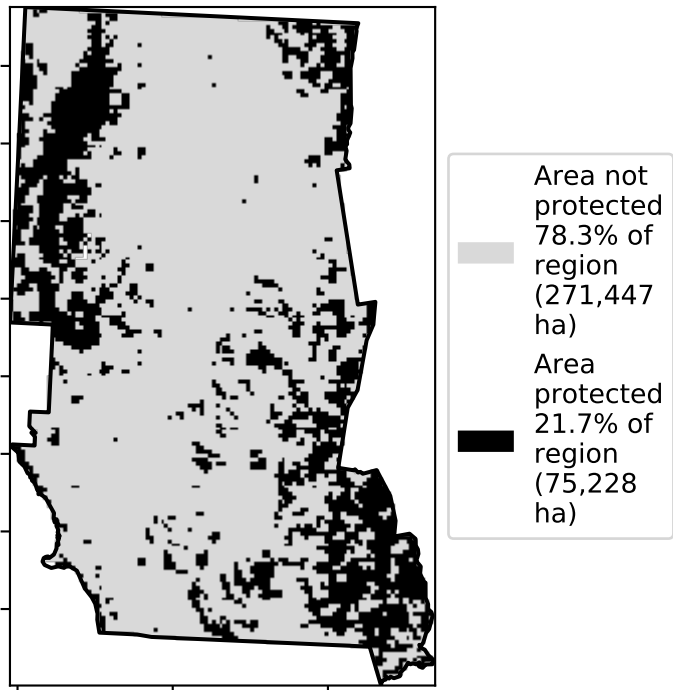 Area not
protected
78.3% of
region
(271,447
ha)
Area
protected
21.7% of
region
(75,228
ha)